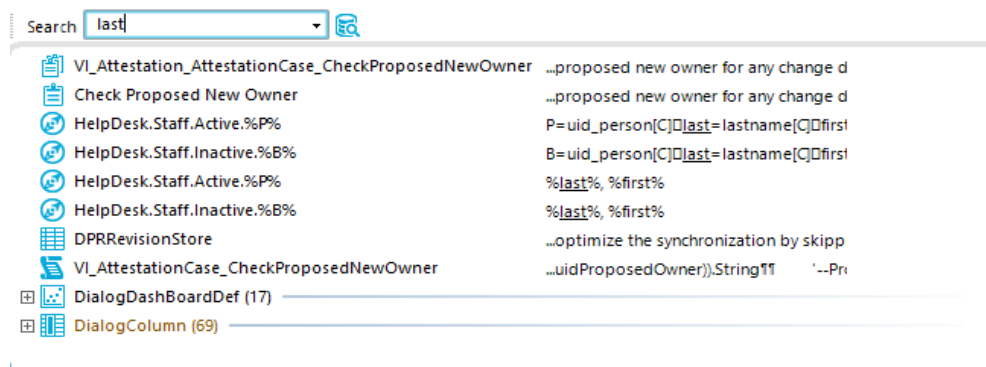 Search last
VI_Attestation_AttestationCase_CheckProposedNewOwner ...proposed new owner for any change d
Check Proposed New Owner ...proposed new owner for any change d
HelpDesk.Staff.Active.%P% P=uid_person[C]□last=lastname[C]□first
HelpDesk.Staff.Inactive.%B% B=uid_person[C]□last=lastname[C]□first
HelpDesk.Staff.Active.%P% %last%, %first%
HelpDesk.Staff.Inactive.%B% %last%, %first%
DPRRevisionStore ...optimize the synchronization by skipp
VI_AttestationCase_CheckProposedNewOwner ...uidProposedOwner)).String¶¶ '--Pro
DialogDashBoardDef (17)
DialogColumn (69)